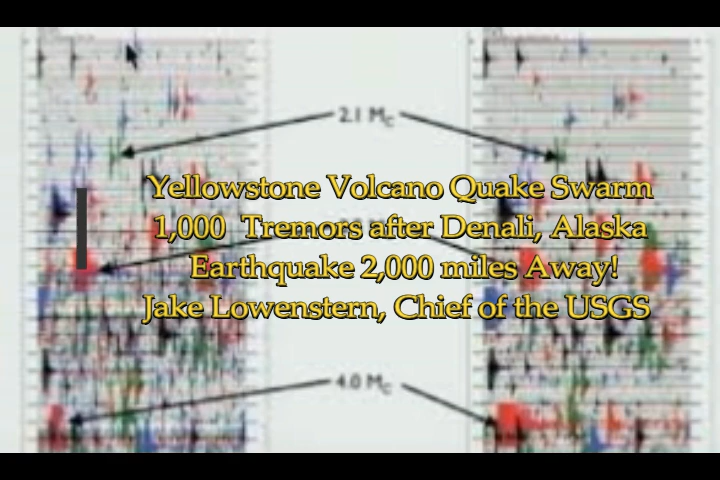 2.1 Mc
Yellowstone Volcano Quake Swarm
1,000 Tremors after Denali, Alaska
Earthquake 2,000 miles Away!
Jake Lowenstern, Chief of the USGS
4.0 Mc